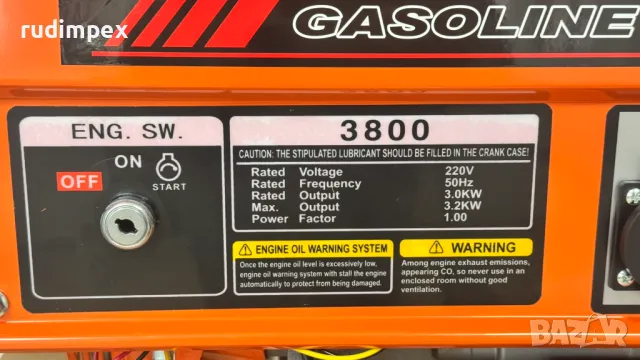 rudimpex
GASOLINE
ENG. SW.
ON
OFF
START
3800
CAUTION: THE STIPULATED LUBRICANT SHOULD BE FILLED IN THE CRANK CASE!
Rated Voltage 220V
Rated Frequency 50Hz
Rated Output 3.0KW
Max. Output 3.2KW
Power Factor 1.00
ENGINE OIL WARNING SYSTEM
Once the engine oil level is excessively low,
engine oil warning system with stall the engine
automatically to protect from being damaged.
WARNING
Among engine exhaust emissions,
appearing CO, so never use in an
enclosed room without good
ventilation.
BAZAR
bg